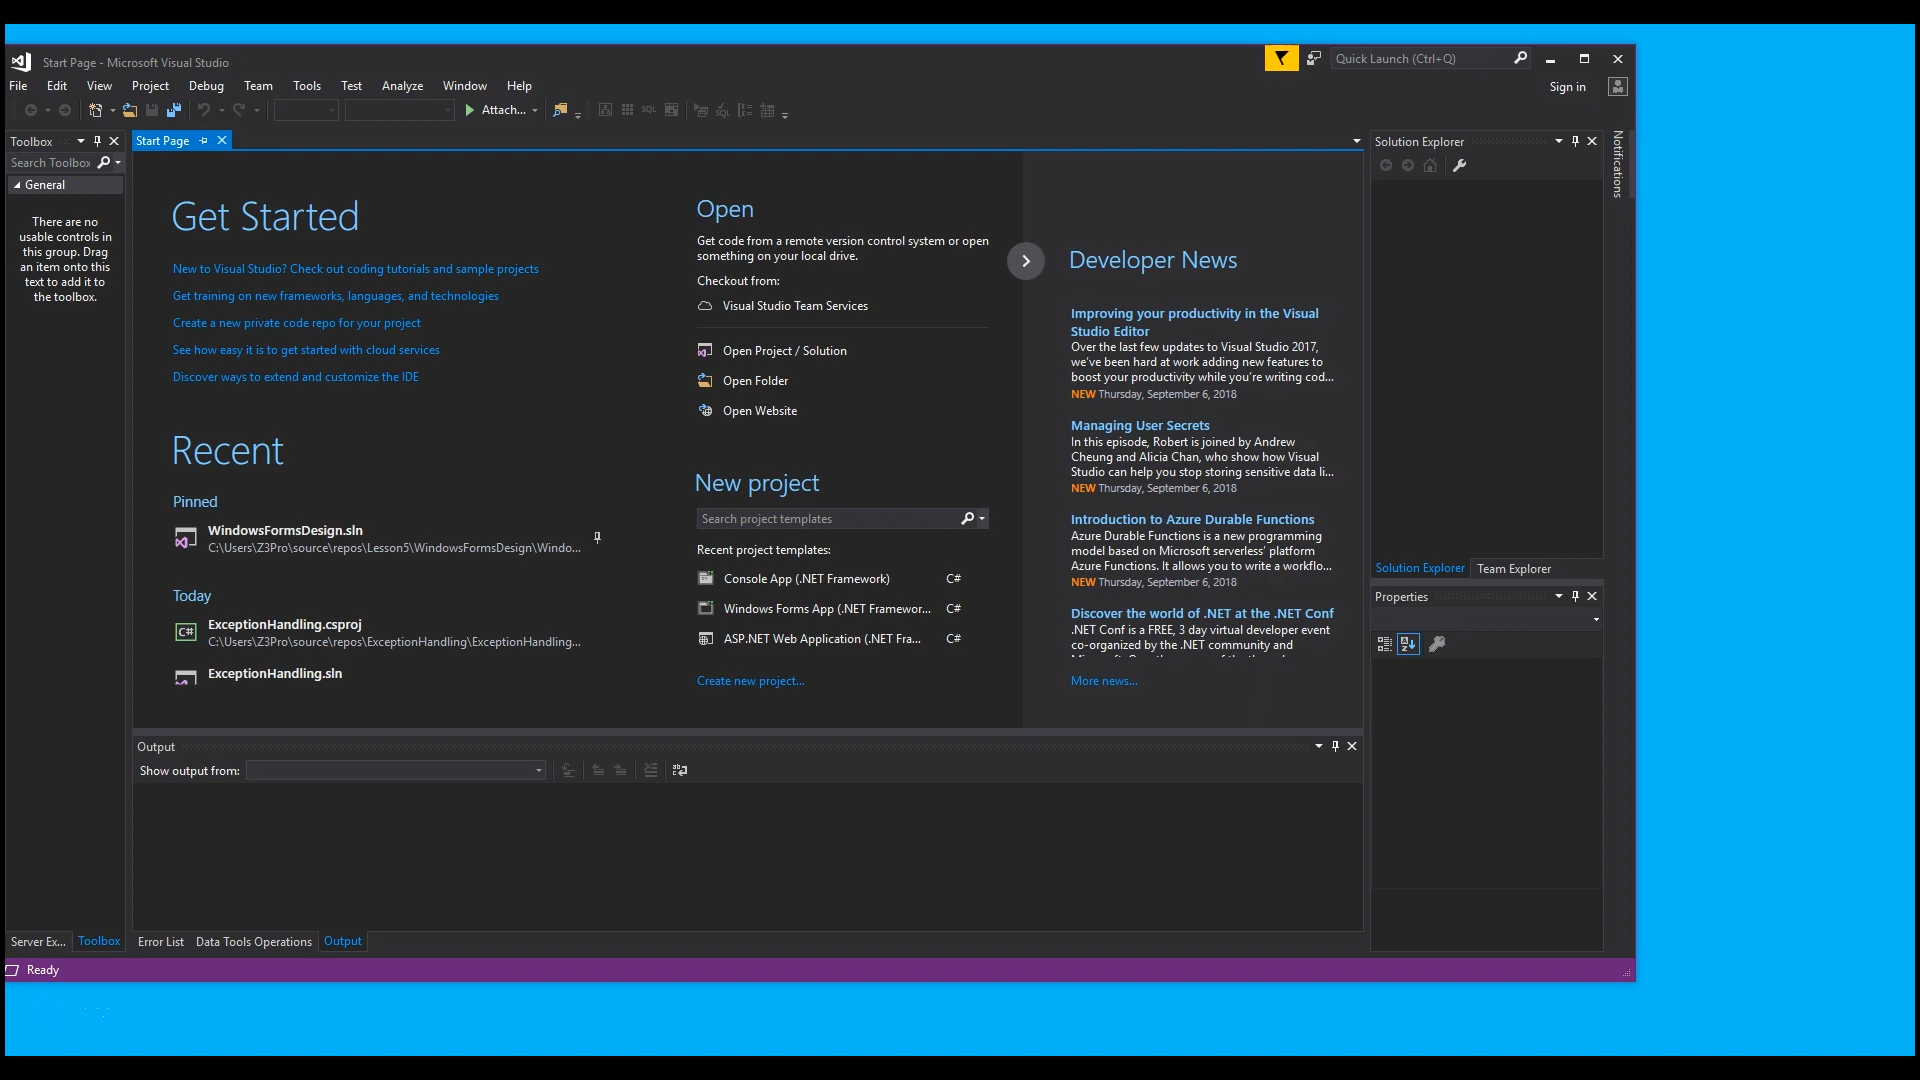 Start Page - Microsoft Visual Studio
Quick Launch (Ctrl+Q)
File Edit View Project Debug Team Tools Test Analyze Window Help
Sign in
Attach...
SQL
Toolbox
Search Toolbox
General
There are no
usable controls in
this group. Drag
an item onto this
text to add it to
the toolbox.
Start Page
Get Started
New to Visual Studio? Check out coding tutorials and sample projects
Get training on new frameworks, languages, and technologies
Create a new private code repo for your project
See how easy it is to get started with cloud services
Discover ways to extend and customize the IDE
Recent
Pinned
WindowsFormsDesign.sln
C:\Users\Z3Pro\source\repos\Lesson5\WindowsFormsDesign\Windo...
Today
ExceptionHandling.csproj
C:\Users\Z3Pro\source\repos\ExceptionHandling\ExceptionHandling...
ExceptionHandling.sln
Open
Get code from a remote version control system or open
something on your local drive.
Checkout from:
Visual Studio Team Services
Open Project / Solution
Open Folder
Open Website
New project
Search project templates
Recent project templates:
Console App (.NET Framework) C#
Windows Forms App (.NET Framewor... C#
ASP.NET Web Application (.NET Fra... C#
Create new project...
Developer News
Improving your productivity in the Visual
Studio Editor
Over the last few updates to Visual Studio 2017,
we've been hard at work adding new features to
boost your productivity while you're writing cod...
NEW Thursday, September 6, 2018
Managing User Secrets
In this episode, Robert is joined by Andrew
Cheung and Alicia Chan, who show how Visual
Studio can help you stop storing sensitive data li...
NEW Thursday, September 6, 2018
Introduction to Azure Durable Functions
Azure Durable Functions is a new programming
model based on Microsoft serverless' platform
Azure Functions. It allows you to write a workflo...
NEW Thursday, September 6, 2018
Discover the world of .NET at the .NET Conf
.NET Conf is a FREE, 3 day virtual developer event
co-organized by the .NET community and
More news...
Solution Explorer
Notifications
Solution Explorer Team Explorer
Properties
Output
Show output from:
Server Ex... Toolbox Error List Data Tools Operations Output
Ready